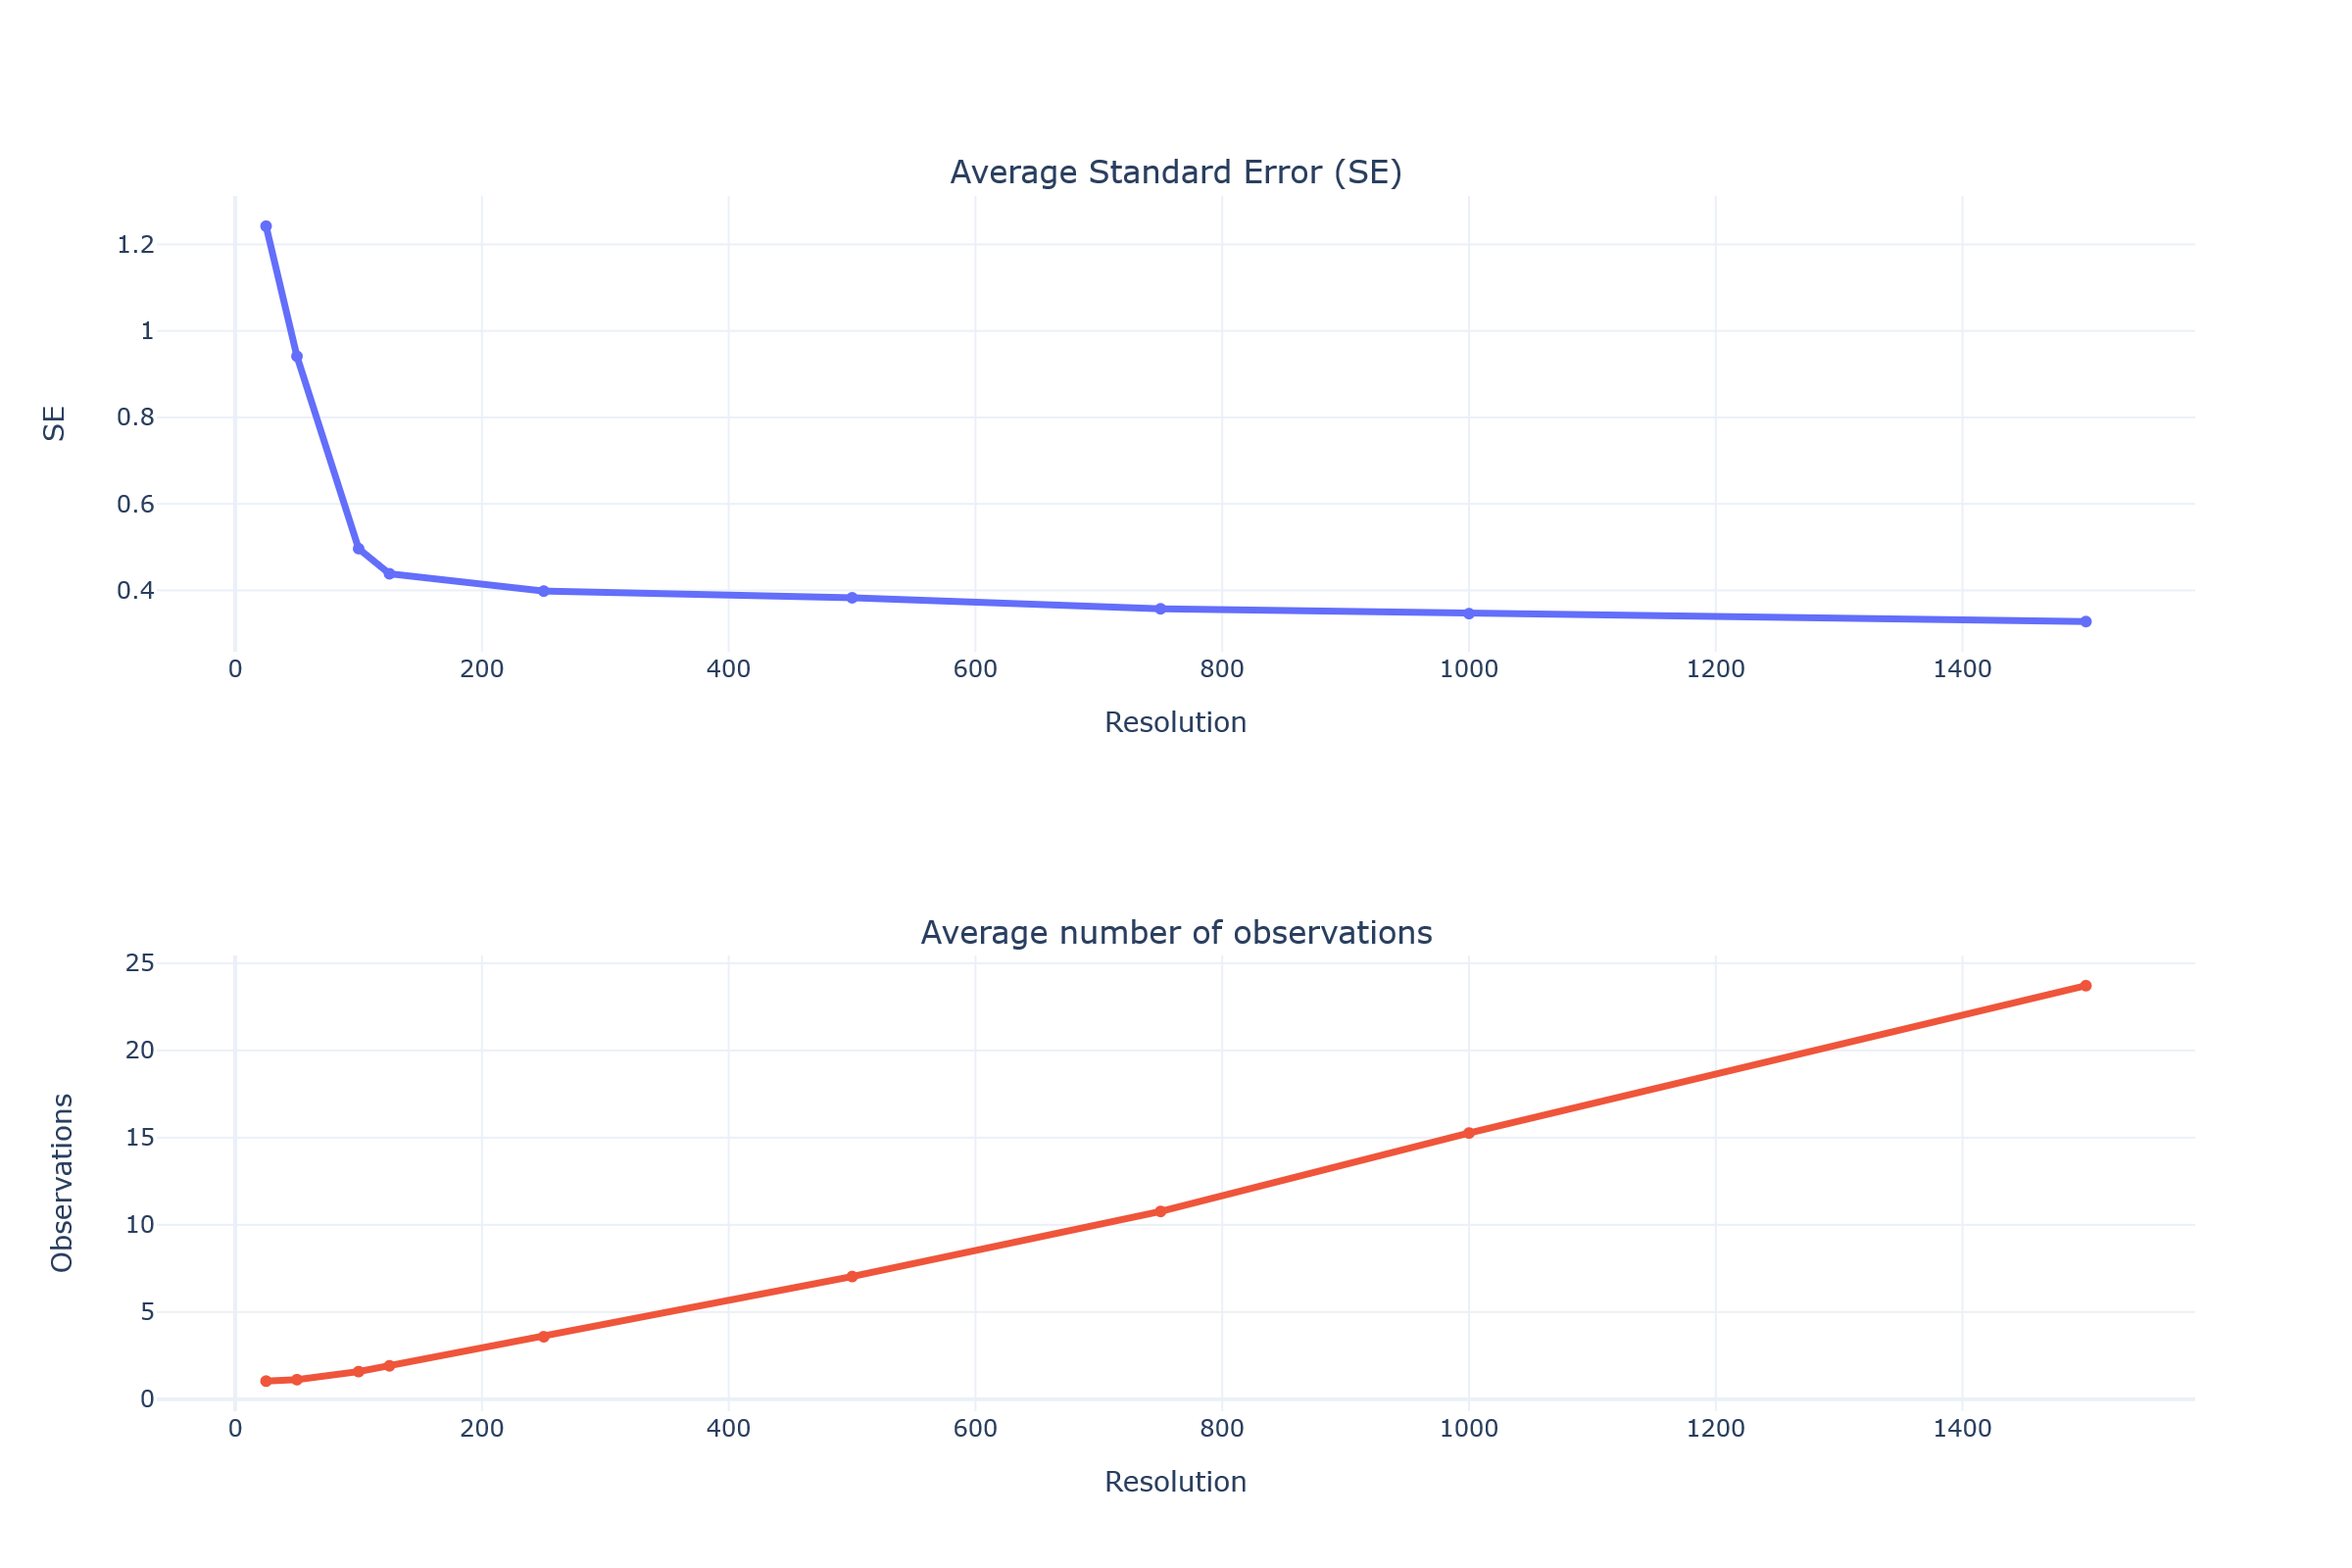 Average Standard Error (SE)
1.2
1
0.8
0.6
0.4
SE
0 200 400 600 800 1000 1200 1400
Resolution
Average number of observations
25
20
15
10
5
0
Observations
0 200 400 600 800 1000 1200 1400
Resolution